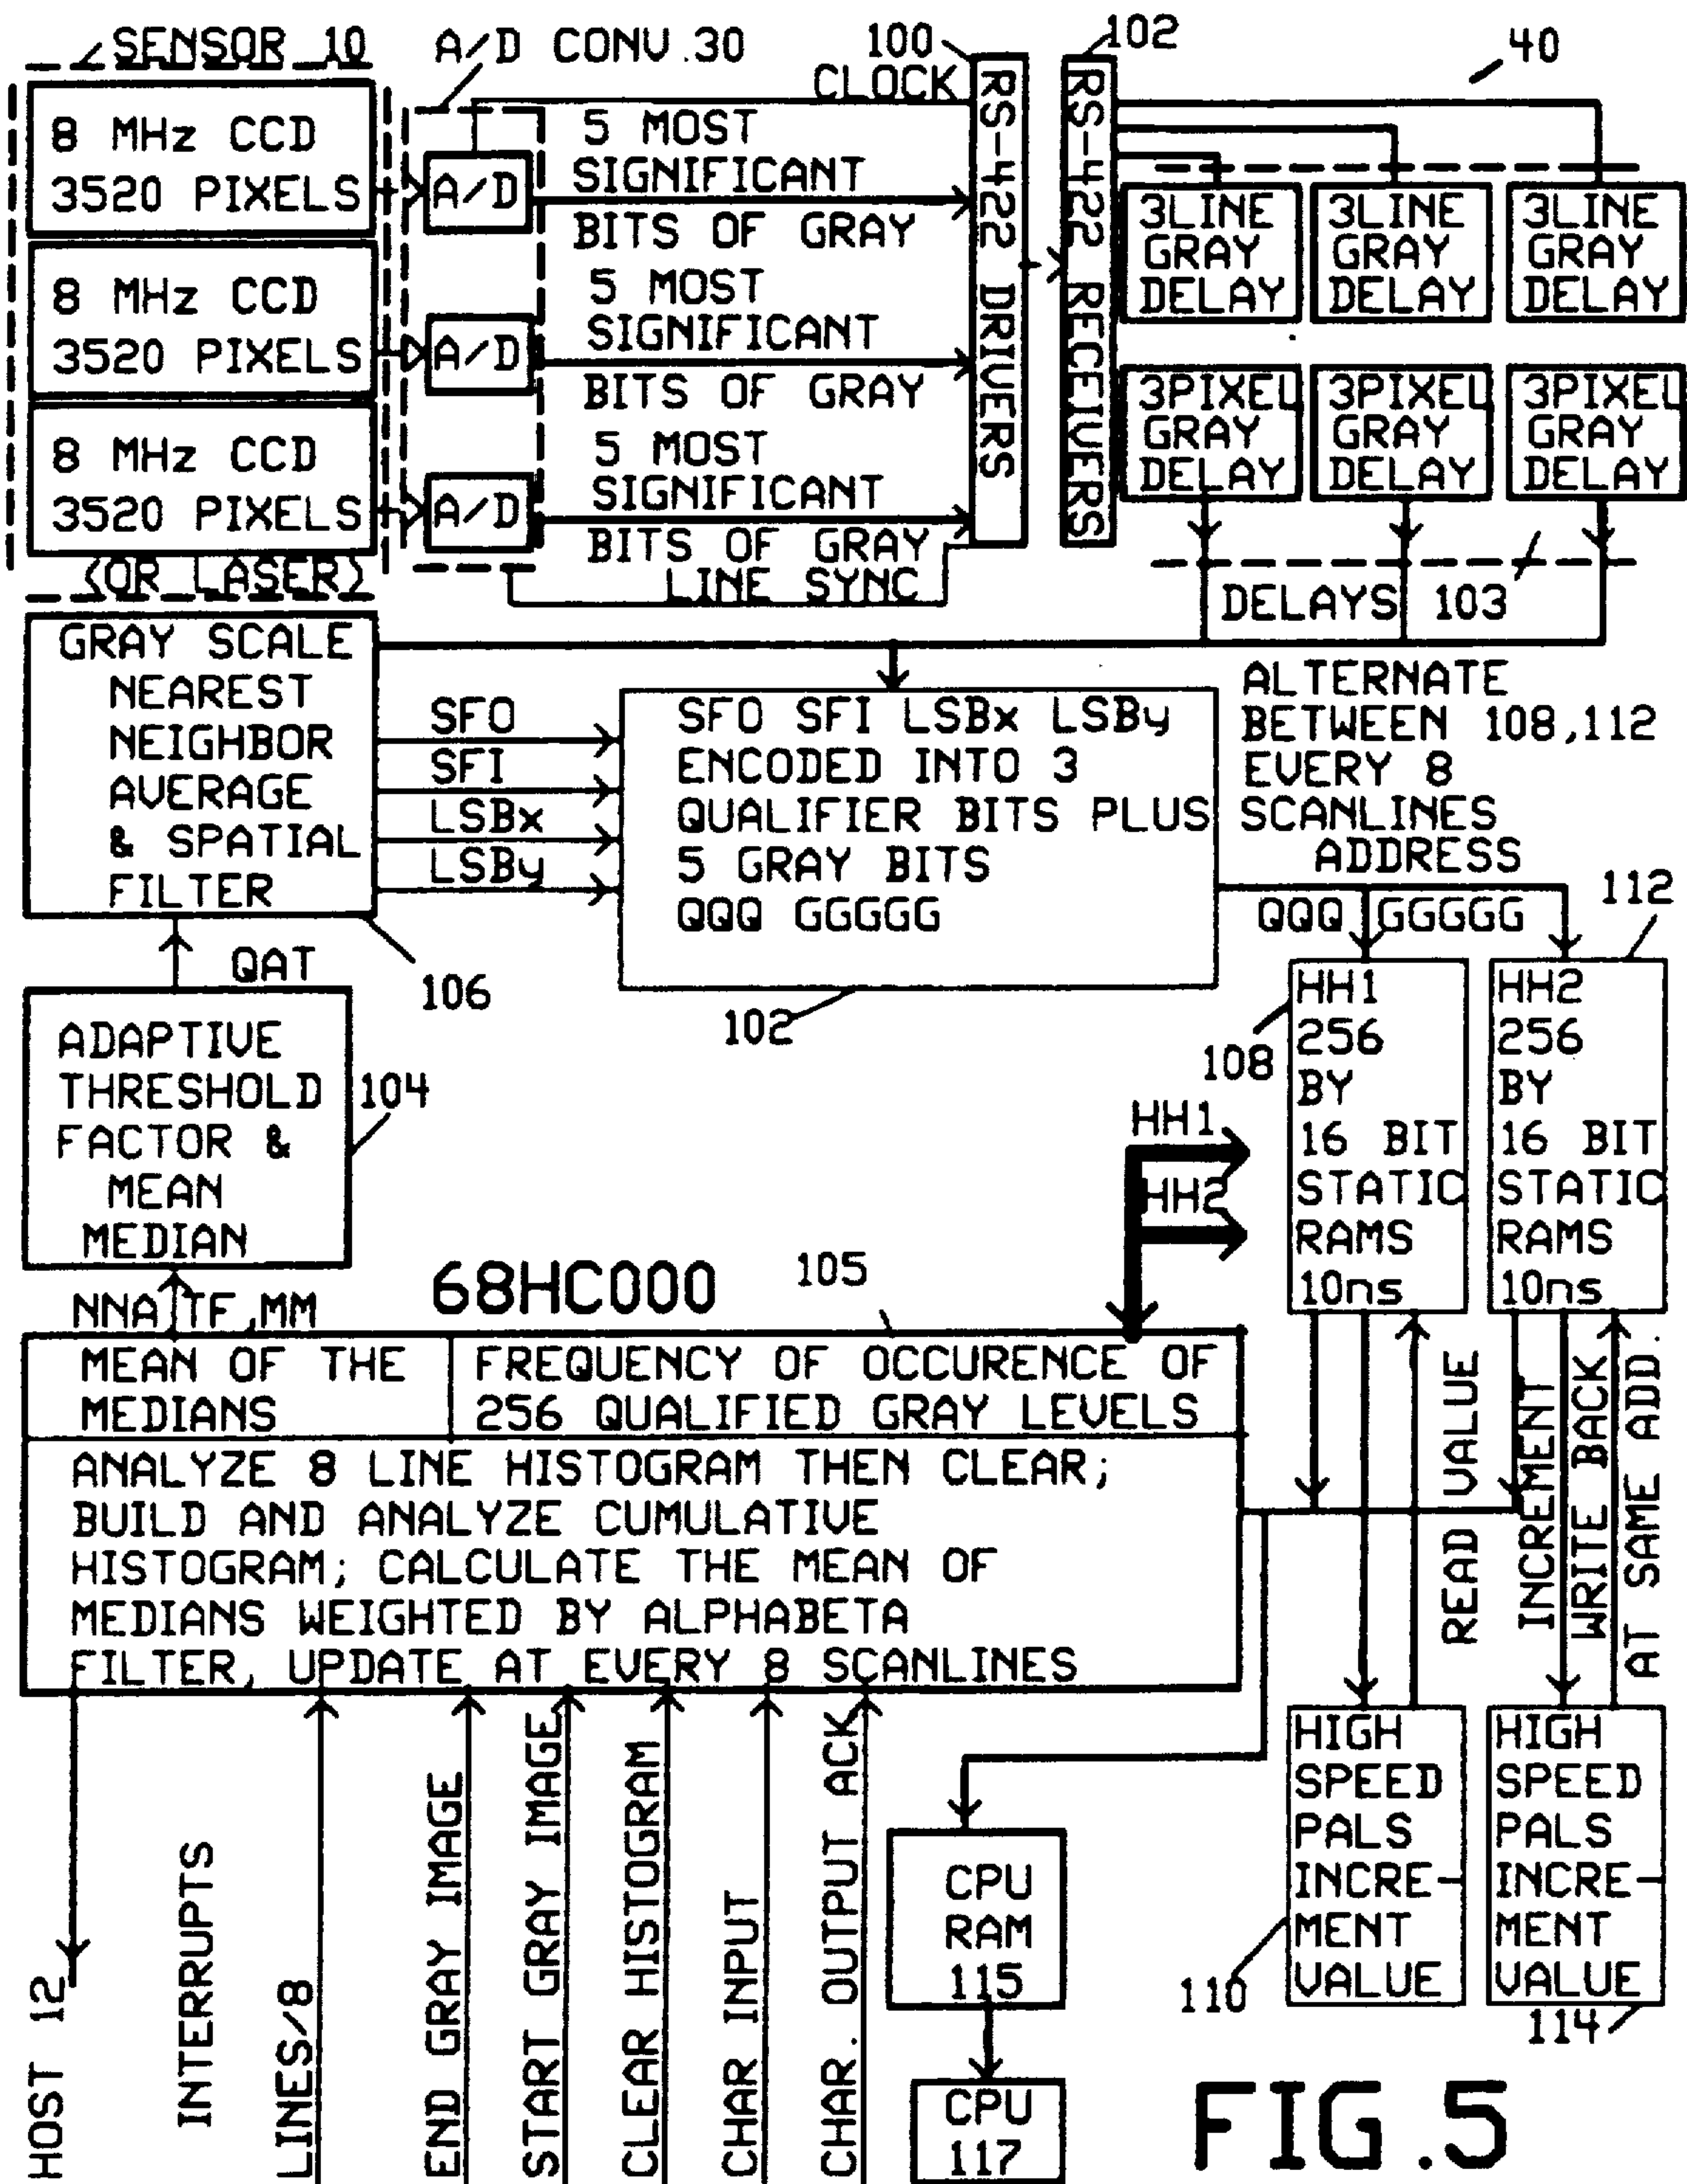 SENSOR 10
A/D CONV.30
100
CLOCK
102
40
8 MHz CCD
3520 PIXELS
8 MHz CCD
3520 PIXELS
8 MHz CCD
3520 PIXELS
(OR LASER)
A/D
A/D
A/D
5 MOST
SIGNIFICANT
BITS OF GRAY
5 MOST
SIGNIFICANT
BITS OF GRAY
5 MOST
SIGNIFICANT
BITS OF GRAY
LINE SYNC
RS-422 DRIVERS
RS-422 RECEIVERS
3LINE
GRAY
DELAY
3LINE
GRAY
DELAY
3LINE
GRAY
DELAY
3PIXEL
GRAY
DELAY
3PIXEL
GRAY
DELAY
3PIXEL
GRAY
DELAY
DELAYS 103
GRAY SCALE
NEAREST
NEIGHBOR
AVERAGE
& SPATIAL
FILTER
106
SFO
SFI
LSBx
LSBy
SFO SFI LSBx LSBy
ENCODED INTO 3
QUALIFIER BITS PLUS
5 GRAY BITS
QQQ GGGGG
102
ALTERNATE
BETWEEN 108,112
EVERY 8
SCANLINES
ADDRESS
QQQ GGGGG
112
QAT
ADAPTIVE
THRESHOLD
FACTOR &
MEAN
MEDIAN
104
HH1
256
BY
16 BIT
STATIC
RAMS
10ns
108
HH2
256
BY
16 BIT
STATIC
RAMS
10ns
HH1
HH2
NNA TF,MM
68HC000
105
MEAN OF THE
MEDIANS
FREQUENCY OF OCCURENCE OF
256 QUALIFIED GRAY LEVELS
ANALYZE 8 LINE HISTOGRAM THEN CLEAR;
BUILD AND ANALYZE CUMULATIVE
HISTOGRAM; CALCULATE THE MEAN OF
MEDIANS WEIGHTED BY ALPHABETA
FILTER, UPDATE AT EVERY 8 SCANLINES
READ VALUE
INCREMENT
WRITE BACK
AT SAME ADD.
HOST 12
INTERRUPTS
LINES/8
END GRAY IMAGE
START GRAY IMAGE
CLEAR HISTOGRAM
CHAR INPUT
CHAR. OUTPUT ACK
CPU
RAM
115
CPU
117
HIGH
SPEED
PALS
INCRE-
MENT
VALUE
110
HIGH
SPEED
PALS
INCRE-
MENT
VALUE
114
FIG.5